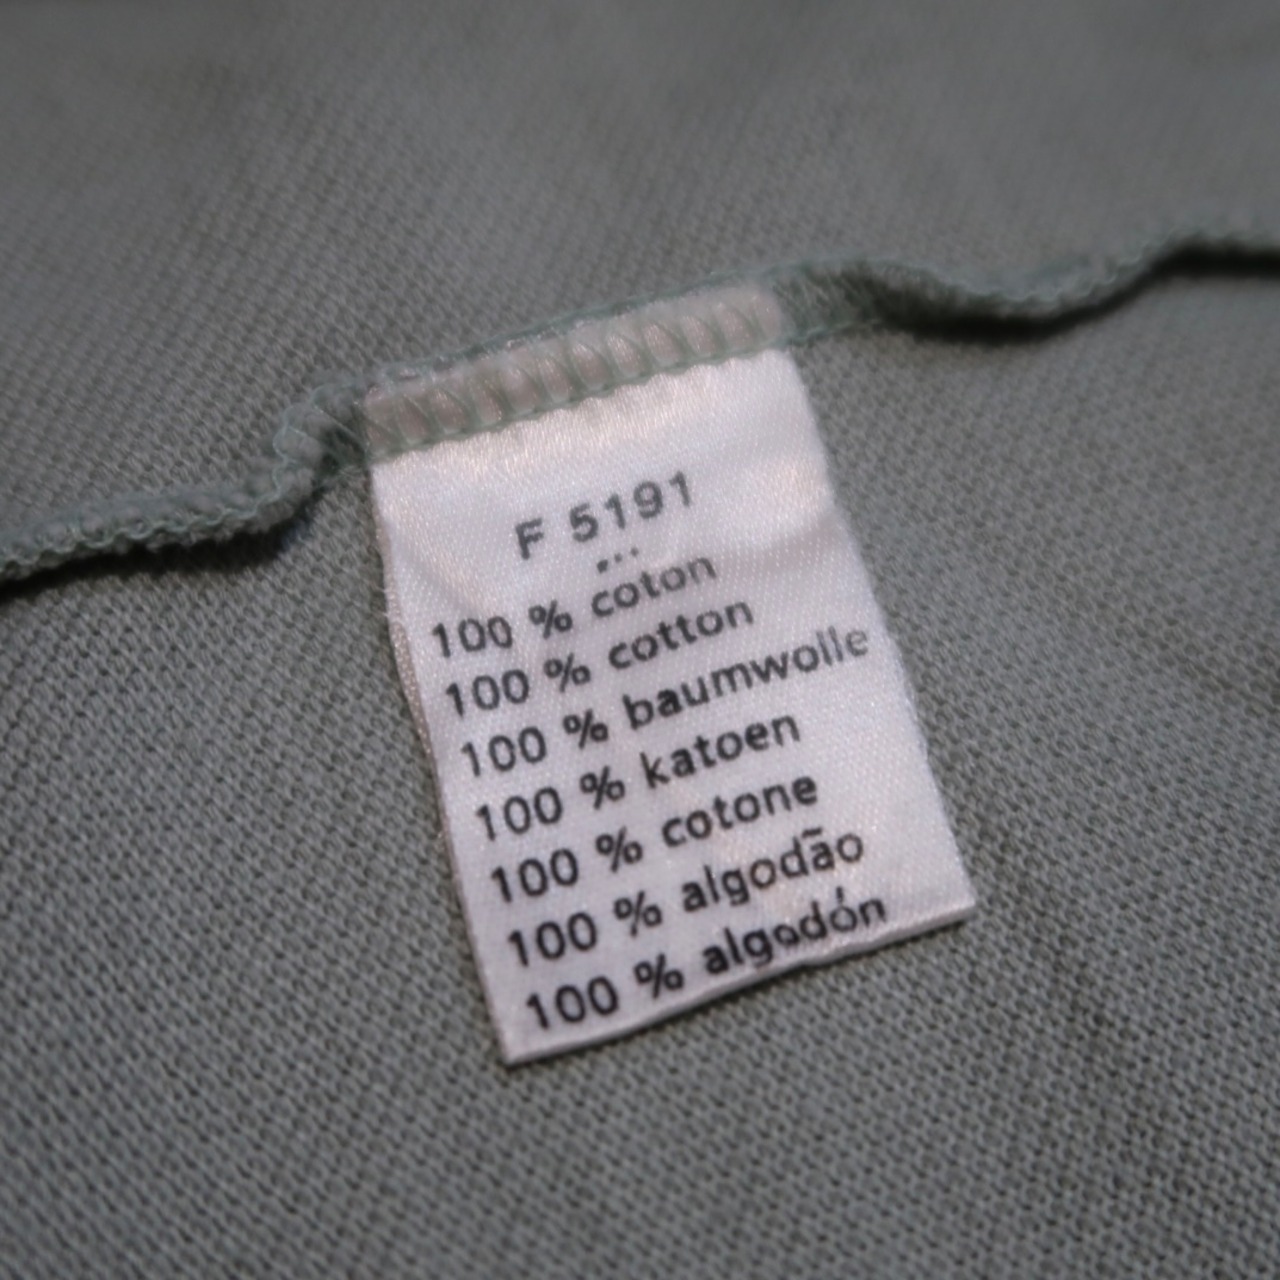 F 5191
...
100 % coton
100 % cotton
100 % baumwolle
100 % katoen
100 % cotone
100 % algodão
100 % algodón